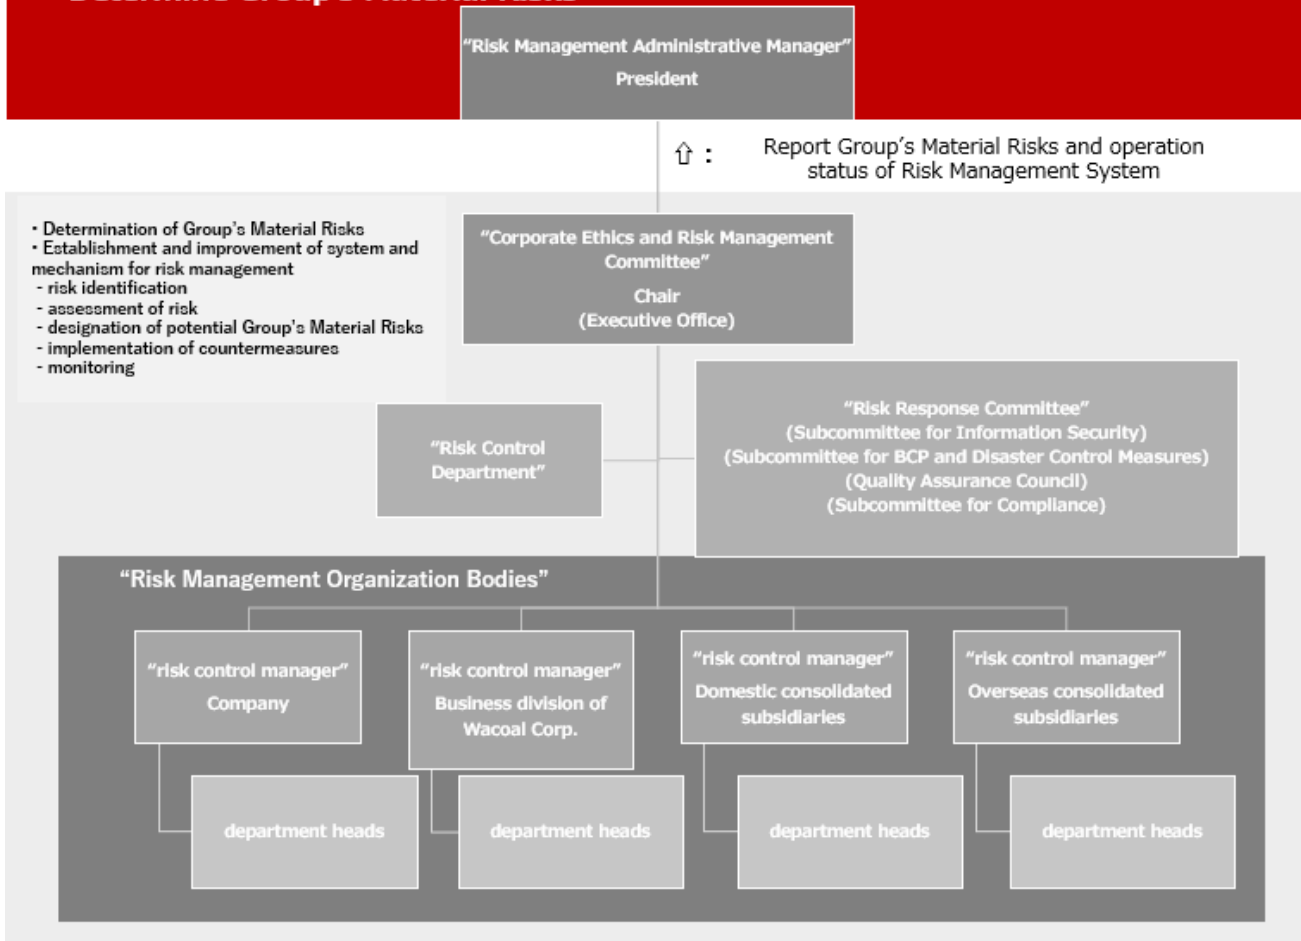 "Risk Management Administrative Manager"
President
⇧ :
Report Group's Material Risks and operation
status of Risk Management System
• Determination of Group's Material Risks
• Establishment and improvement of system and
mechanism for risk management
- risk identification
- assessment of risk
- designation of potential Group's Material Risks
- implementation of countermeasures
- monitoring
"Corporate Ethics and Risk Management
Committee"
Chair
(Executive Office)
"Risk Control
Department"
"Risk Response Committee"
(Subcommittee for Information Security)
(Subcommittee for BCP and Disaster Control Measures)
(Quality Assurance Council)
(Subcommittee for Compliance)
"Risk Management Organization Bodies"
"risk control manager"
Company
"risk control manager"
Business division of
Wacoal Corp.
"risk control manager"
Domestic consolidated
subsidiaries
"risk control manager"
Overseas consolidated
subsidiaries
department heads
department heads
department heads
department heads